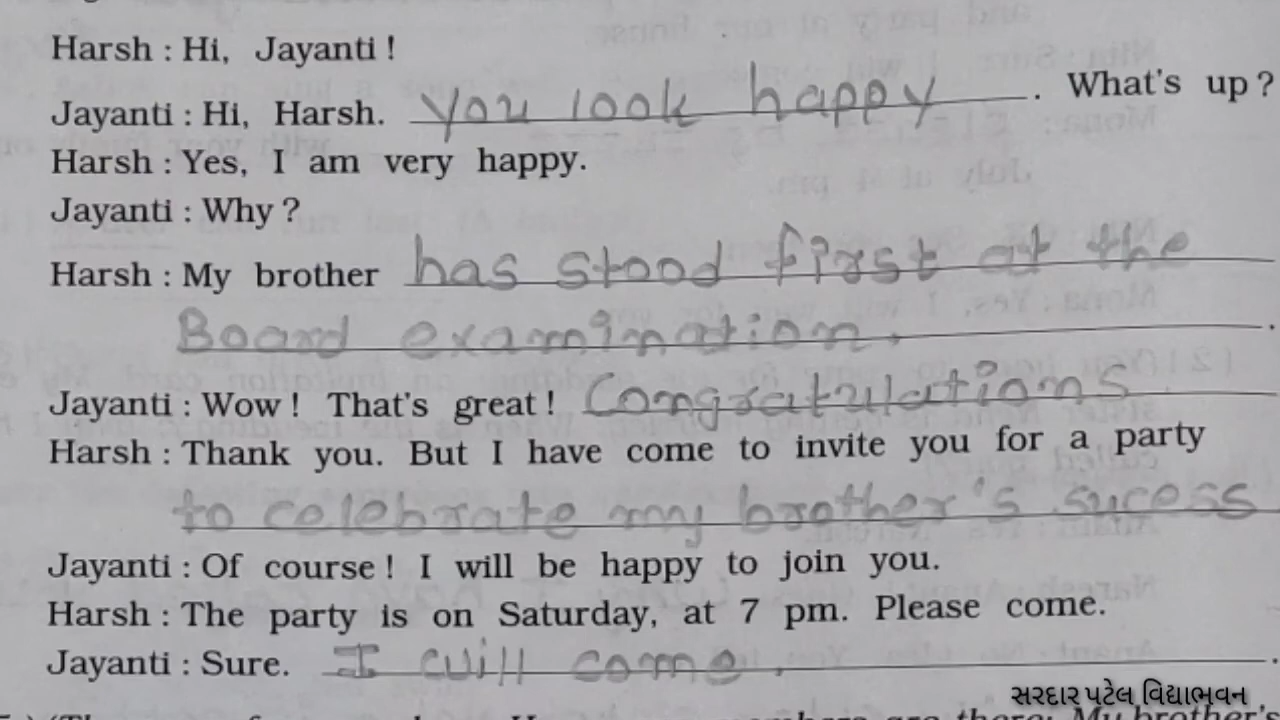 Harsh : Hi, Jayanti !
Jayanti : Hi, Harsh. you look happy. What's up ?
Harsh : Yes, I am very happy.
Jayanti : Why ?
Harsh : My brother has stood first at the
Board examination.
Jayanti : Wow ! That's great ! Congratulations
Harsh : Thank you. But I have come to invite you for a party
to celebrate my brother's sucess
Jayanti : Of course ! I will be happy to join you.
Harsh : The party is on Saturday, at 7 pm. Please come.
Jayanti : Sure. I will come.
સરદાર પટેલ વિદ્યાભવન